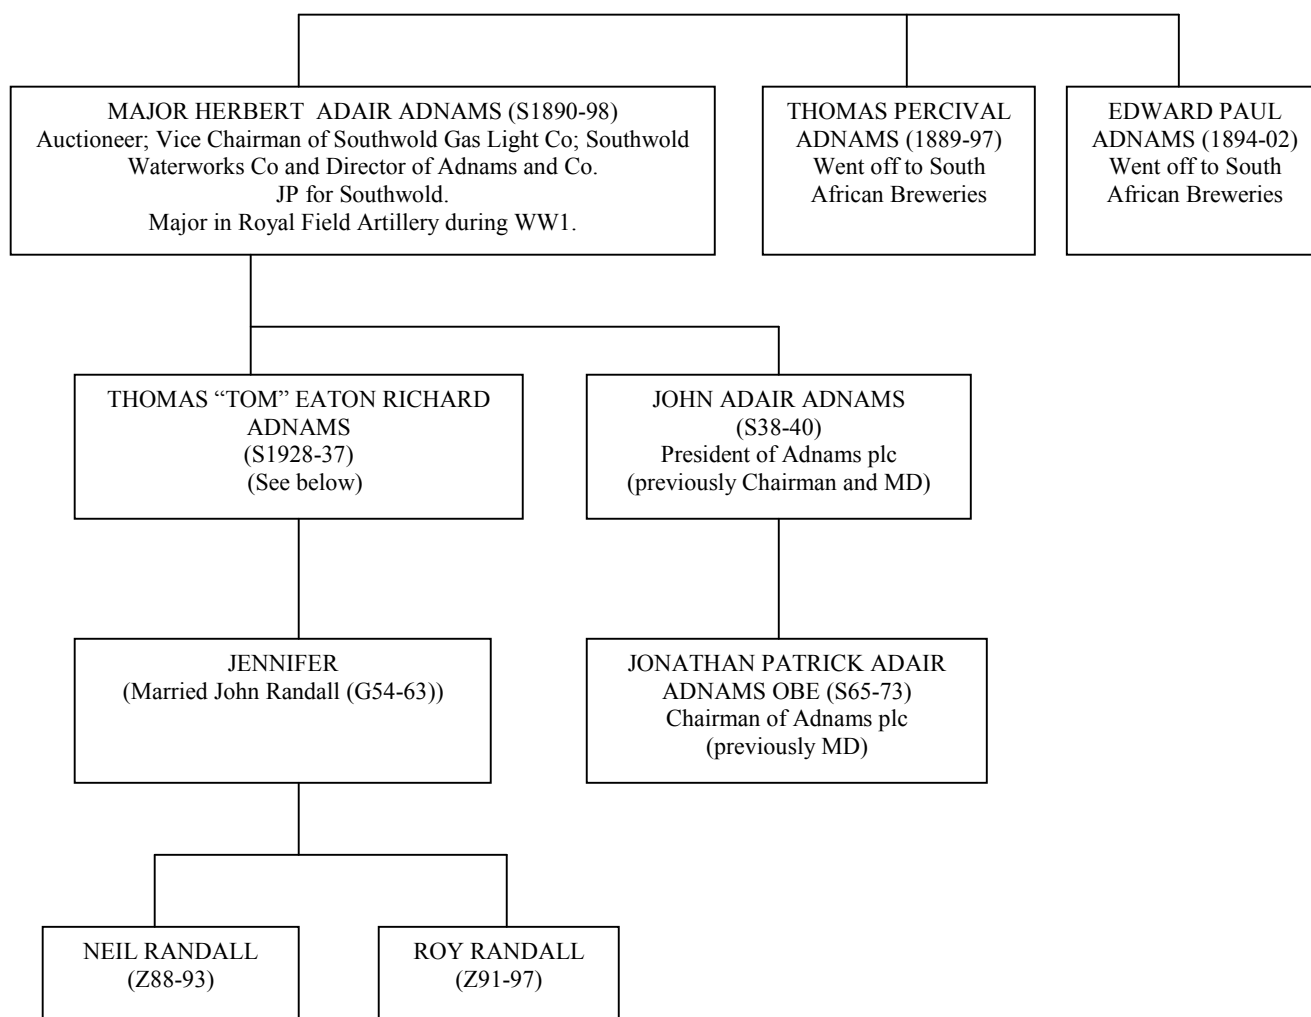 MAJOR HERBERT ADAIR ADNAMS (S1890-98)
Auctioneer; Vice Chairman of Southwold Gas Light Co; Southwold
Waterworks Co and Director of Adnams and Co.
JP for Southwold.
Major in Royal Field Artillery during WW1.
THOMAS PERCIVAL
ADNAMS (1889-97)
Went off to South
African Breweries
EDWARD PAUL
ADNAMS (1894-02)
Went off to South
African Breweries
THOMAS “TOM” EATON RICHARD
ADNAMS
(S1928-37)
(See below)
JOHN ADAIR ADNAMS
(S38-40)
President of Adnams plc
(previously Chairman and MD)
JENNIFER
(Married John Randall (G54-63))
JONATHAN PATRICK ADAIR
ADNAMS OBE (S65-73)
Chairman of Adnams plc
(previously MD)
NEIL RANDALL
(Z88-93)
ROY RANDALL
(Z91-97)